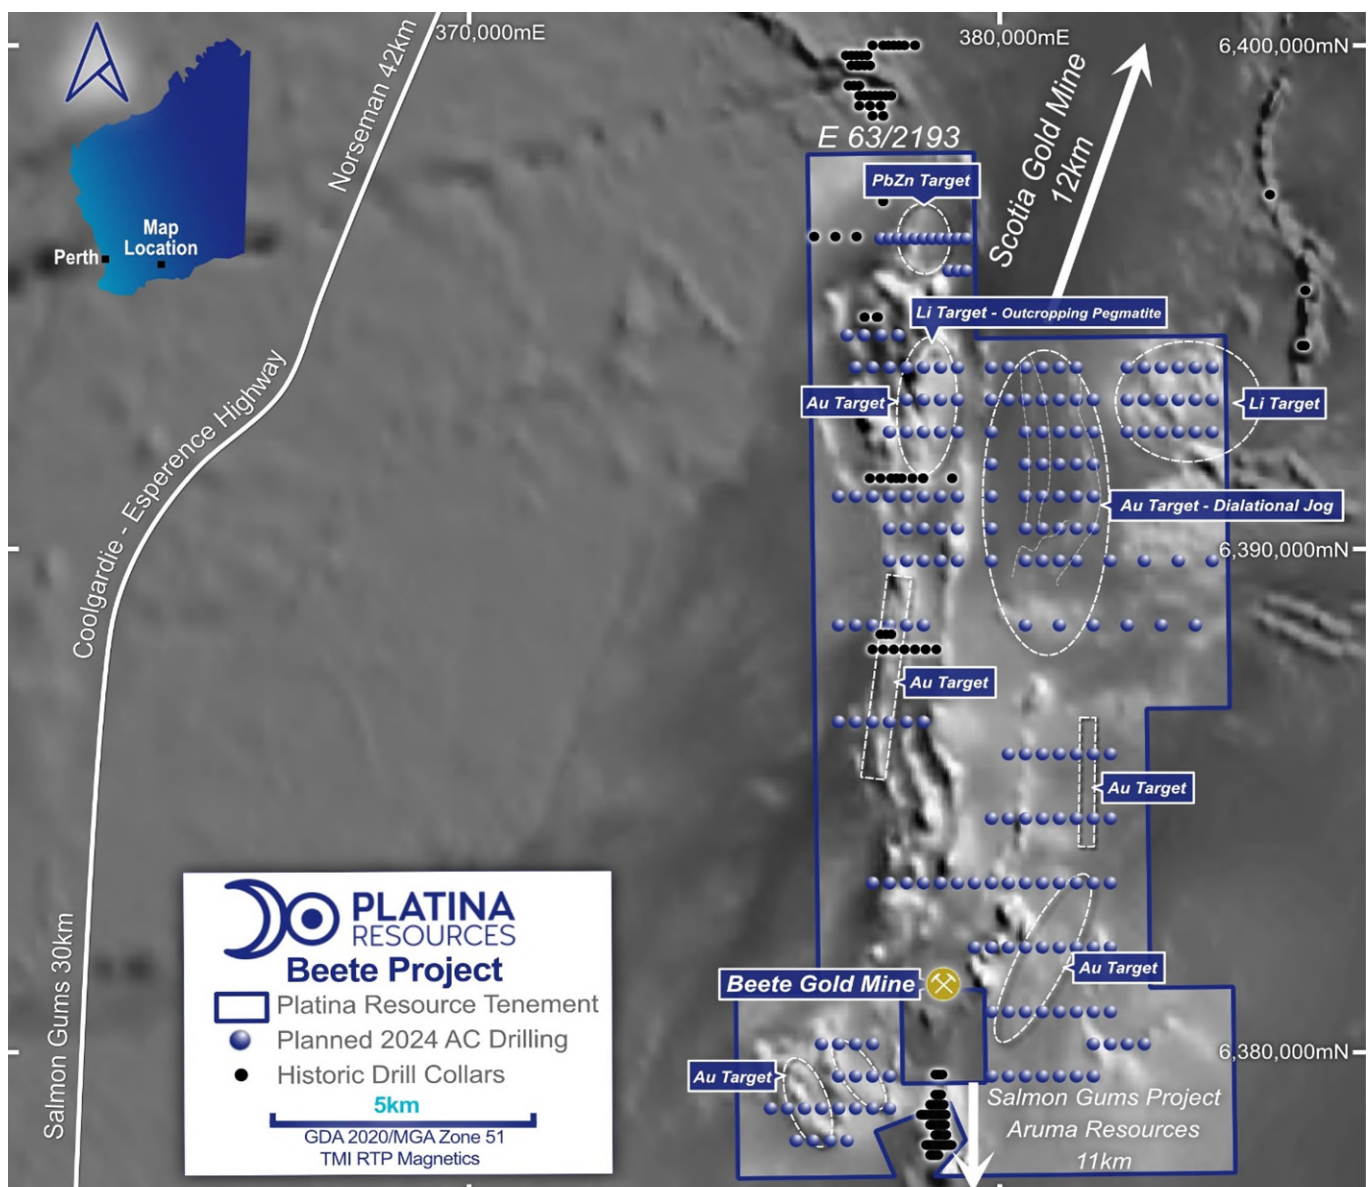 370,000mE
380,000mE
6,400,000mN
Norseman 42km
Scotia Gold Mine
12km
E 63/2193
PbZn Target
Map
Location
Perth
Li Target - Outcropping Pegmatite
Au Target
Li Target
Coolgardie - Esperence Highway
Au Target - Dialational Jog
6,390,000mN
Au Target
Au Target
PLATINA
RESOURCES
Beete Project
Platina Resource Tenement
Planned 2024 AC Drilling
Historic Drill Collars
5km
GDA 2020/MGA Zone 51
TMI RTP Magnetics
Salmon Gums 30km
Au Target
Beete Gold Mine
6,380,000mN
Au Target
Salmon Gums Project
Aruma Resources
11km